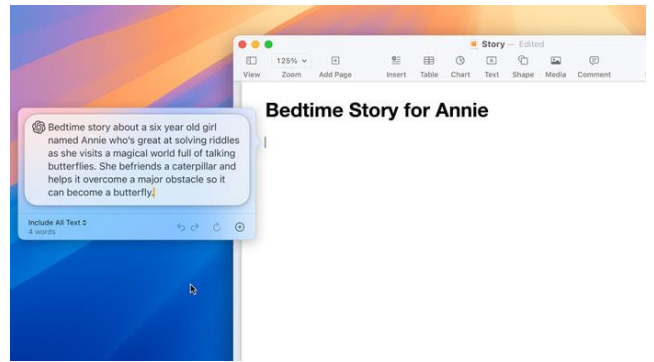 Story — Edited
125%
View Zoom Add Page Insert Table Chart Text Shape Media Comment
Bedtime Story for Annie
Bedtime story about a six year old girl
named Annie who's great at solving riddles
as she visits a magical world full of talking
butterflies. She befriends a caterpillar and
helps it overcome a major obstacle so it
can become a butterfly.
Include All Text
4 words